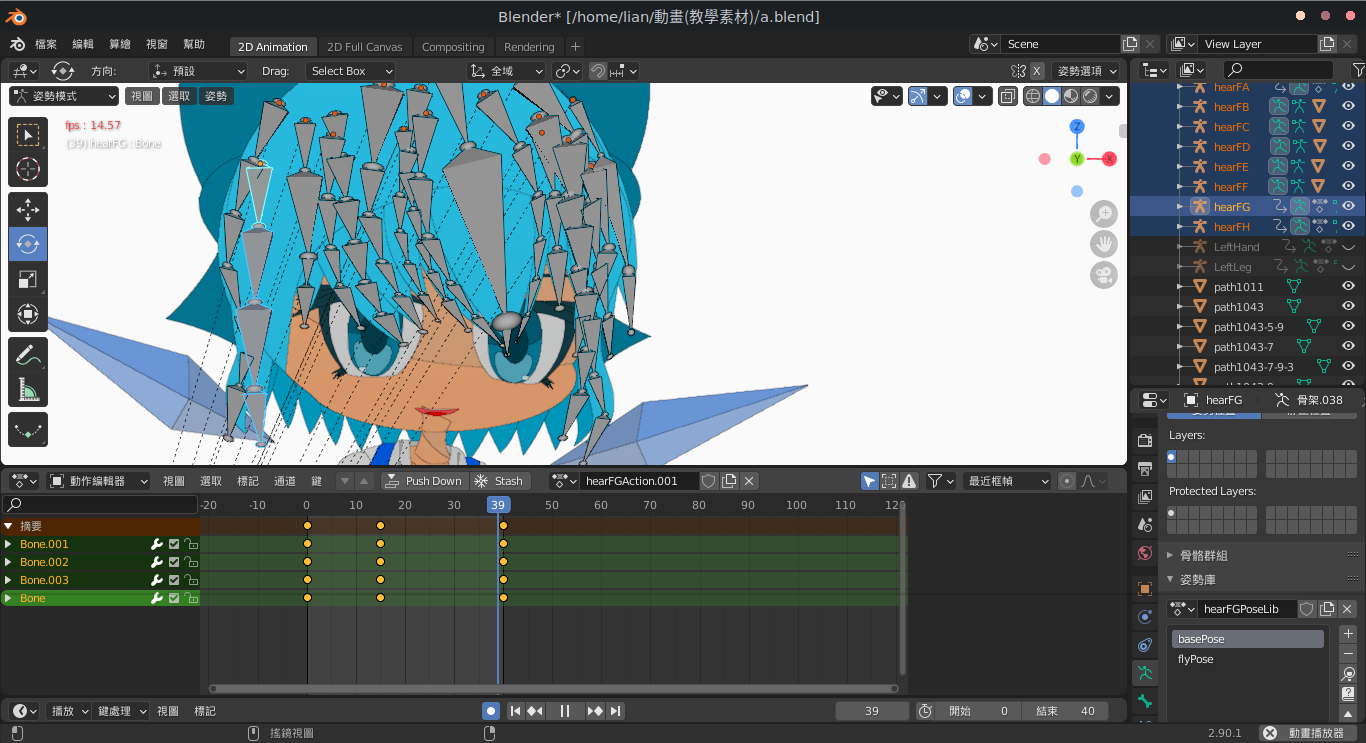 Blender* [/home/lian/動畫(教學素材)/a.blend]
檔案 編輯 算繪 視窗 幫助 2D Animation 2D Full Canvas Compositing Rendering + Scene View Layer
方向: 預設 Drag: Select Box 全域 X 姿勢選項
姿勢模式 視圖 選取 姿勢
fps : 14.57
(39) hearFG : Bone
Z
Y
X
hearFA
hearFB
hearFC
hearFD
hearFE
hearFF
hearFG
hearFH
LeftHand
LeftLeg
path1011
path1043
path1043-5-9
path1043-7
path1043-7-9-3
hearFG 骨架.038
Layers:
Protected Layers:
骨骼群組
姿勢庫
hearFGPoseLib
basePose
flyPose
動作編輯器 視圖 選取 標記 通道 鍵 Push Down Stash hearFGAction.001 最近框幀
-20 -10 0 10 20 30 39 50 60 70 80 90 100 110 120
摘要
Bone.001
Bone.002
Bone.003
Bone
播放 鍵處理 視圖 標記 39 開始 0 結束 40
搖鏡視圖 2.90.1 動畫播放器